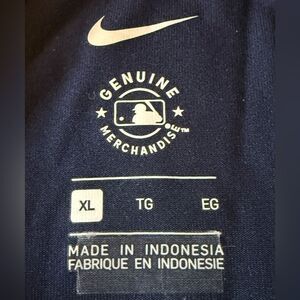 GENUINE
MERCHANDISE
XL TG EG
MADE IN INDONESIA
FABRIQUE EN INDONESIE